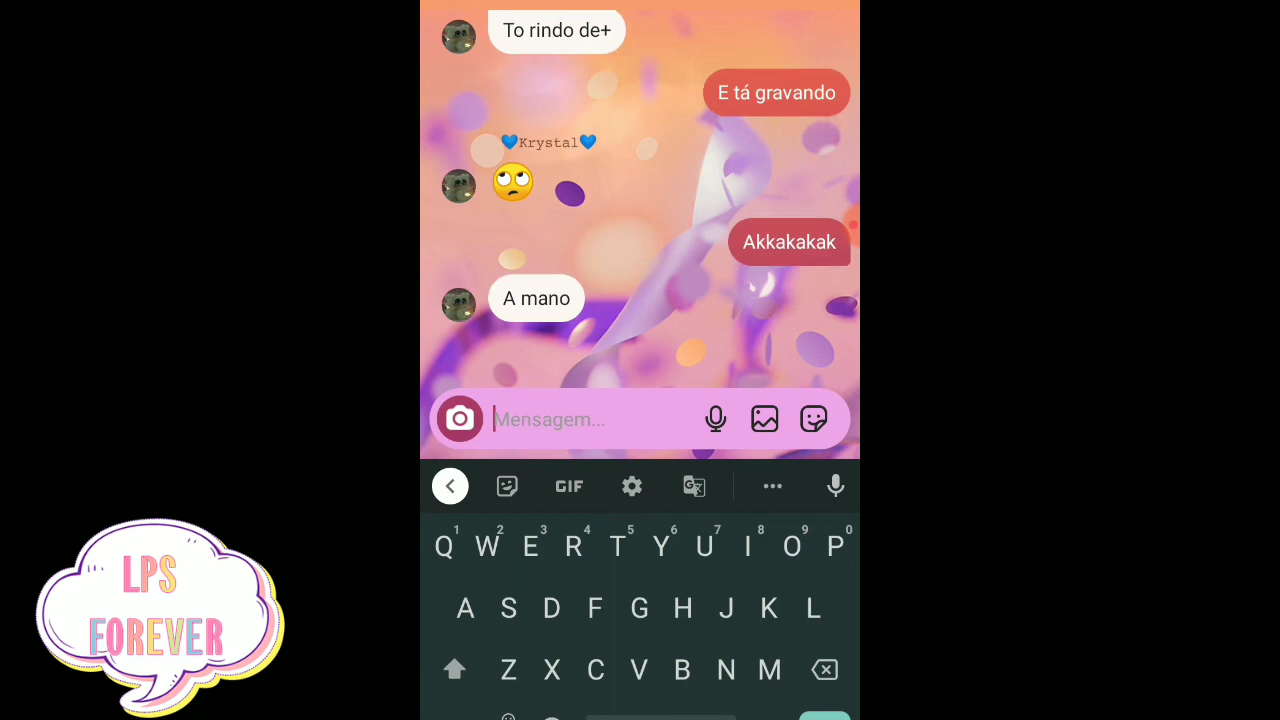 To rindo de+
E tá gravando
💙Krystal💙
🙄
Akkakakak
A mano
Mensagem...
GIF
1 2 3 4 5 6 7 8 9 0
Q W E R T Y U I O P
A S D F G H J K L
Z X C V B N M
LPS
FOREVER